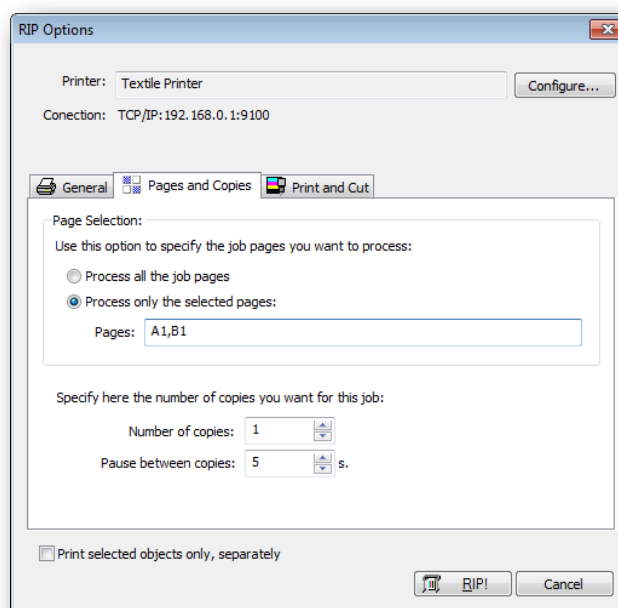 RIP Options
Printer: Textile Printer Configure...
Conection: TCP/IP:192.168.0.1:9100
General Pages and Copies Print and Cut
Page Selection:
Use this option to specify the job pages you want to process:
Process all the job pages
Process only the selected pages:
Pages: A1,B1
Specify here the number of copies you want for this job:
Number of copies: 1
Pause between copies: 5 s.
Print selected objects only, separately
RIP! Cancel